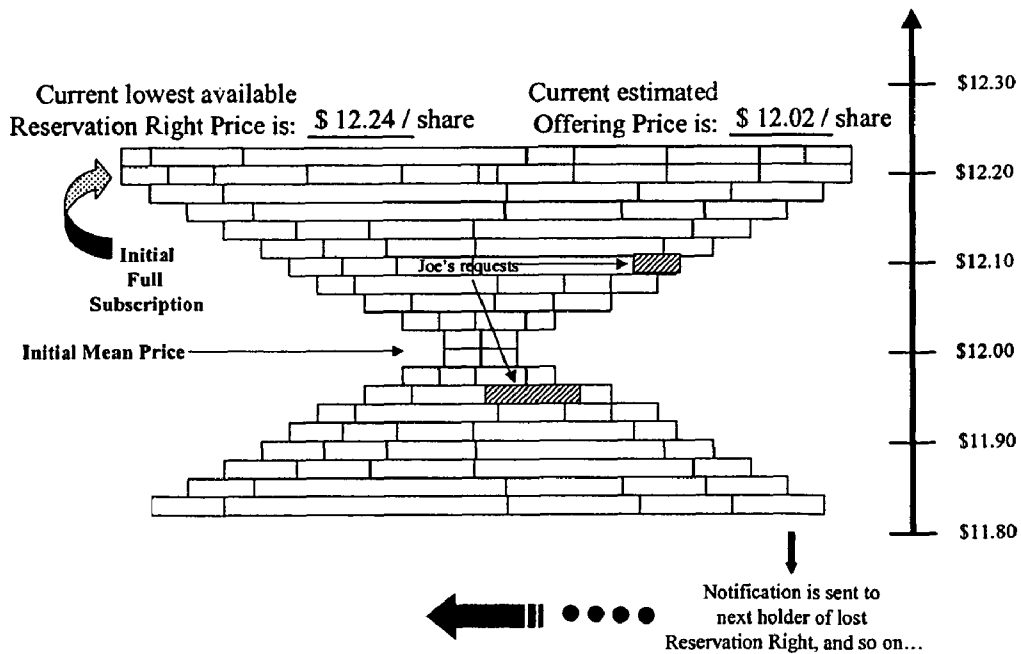 Current lowest available
Reservation Right Price is: $ 12.24 / share
Current estimated
Offering Price is: $ 12.02 / share
Initial
Full
Subscription
Joe's requests
Initial Mean Price
$12.30
$12.20
$12.10
$12.00
$11.90
$11.80
Notification is sent to
next holder of lost
Reservation Right, and so on...